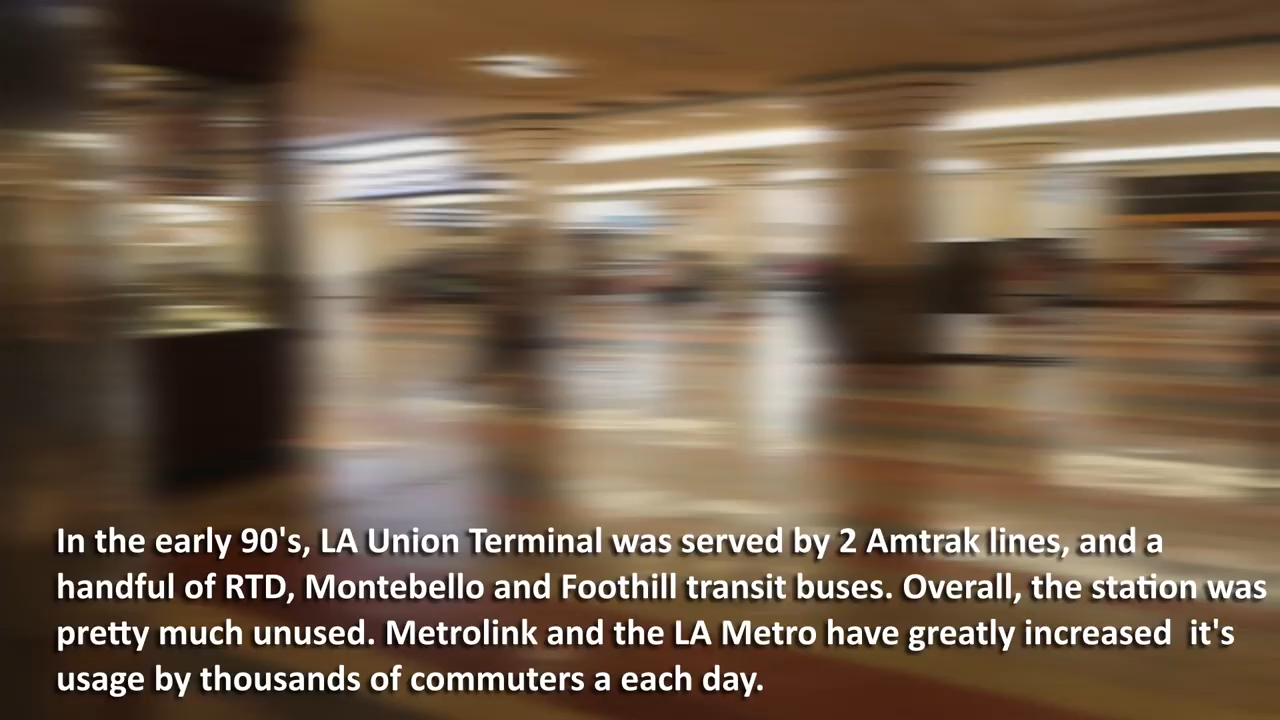 In the early 90's, LA Union Terminal was served by 2 Amtrak lines, and a
handful of RTD, Montebello and Foothill transit buses. Overall, the station was
pretty much unused. Metrolink and the LA Metro have greatly increased  it's
usage by thousands of commuters a each day.